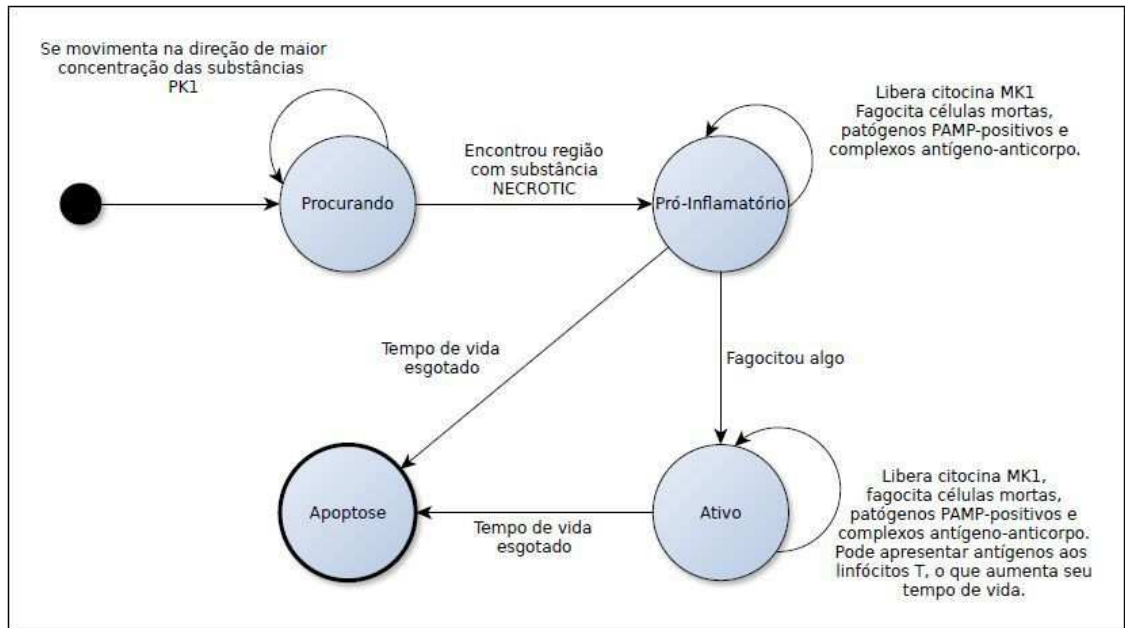 Se movimenta na direção de maior
concentração das substâncias
PK1
Libera citocina MK1
Fagocita células mortas,
patógenos PAMP-positivos e
complexos antígeno-anticorpo.
Encontrou região
com substância
NECROTIC
Procurando
Pró-Inflamatório
Tempo de vida
esgotado
Fagocitou algo
Apoptose
Tempo de vida
esgotado
Ativo
Libera citocina MK1,
fagocita células mortas,
patógenos PAMP-positivos e
complexos antígeno-anticorpo.
Pode apresentar antígenos aos
linfócitos T, o que aumenta seu
tempo de vida.